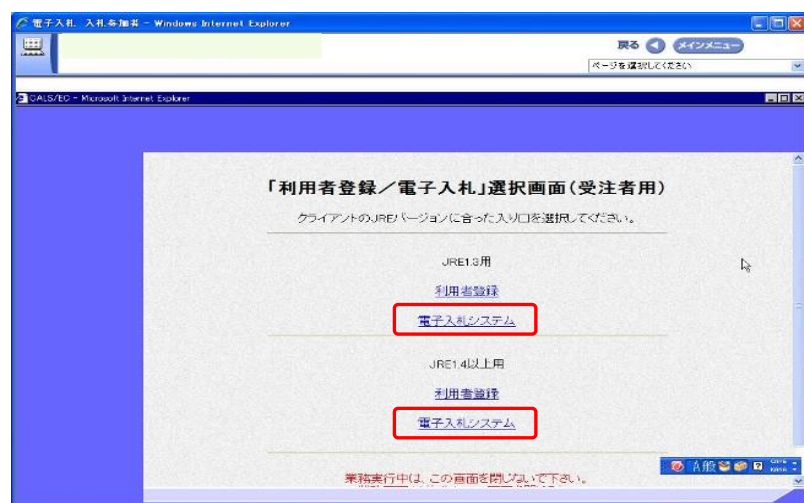 電子入札 入札参加者 - Windows Internet Explorer
戻る
メインメニュー
ページを選択してください
CALS/EC - Microsoft Internet Explorer
「利用者登録／電子入札」選択画面(受注者用)
クライアントのJREバージョンに合った入り口を選択してください。
JRE1.3用
利用者登録
電子入札システム
JRE1.4以上用
利用者登録
電子入札システム
A 般
業務実行中は、この画面を閉じないで下さい。